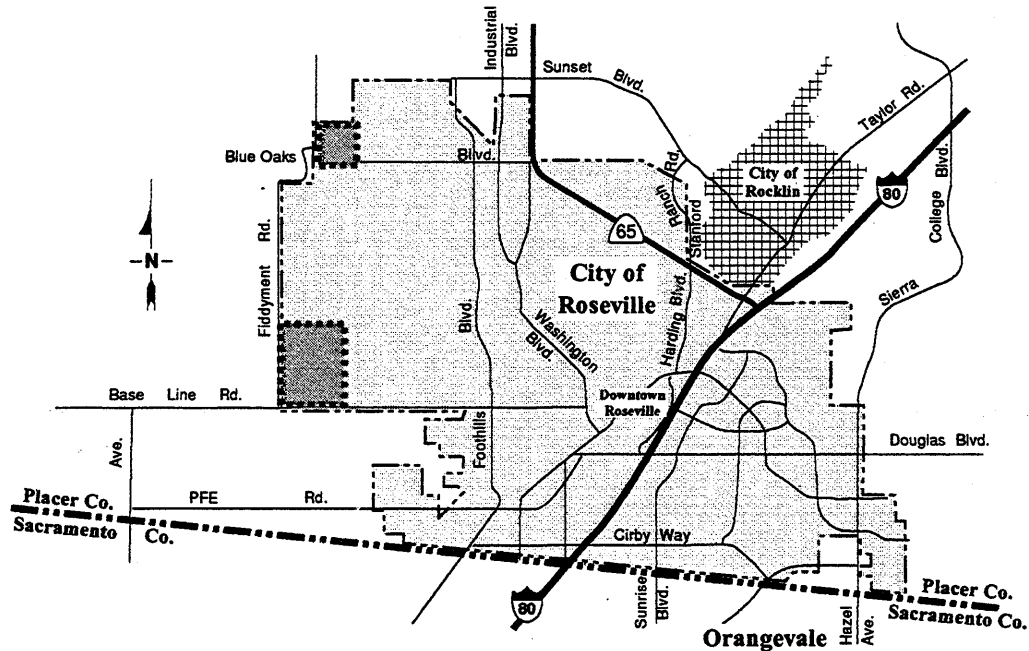 Industrial
Blvd.
Sunset
Blvd.
Taylor Rd.
Blue Oaks
Blvd.
Ranch Rd.
City of
Rocklin
80
College Blvd.
65
Stanford
N
Fiddyment Rd.
City of
Roseville
Sierra
Blvd.
Washington
Blvd.
Harding Blvd.
Base Line Rd.
Downtown
Roseville
Foothills
Douglas Blvd.
Ave.
PFE Rd.
Placer Co.
Sacramento Co.
Cirby Way
80
Sunrise
Blvd.
Orangevale
Hazel
Ave.
Placer Co.
Sacramento Co.